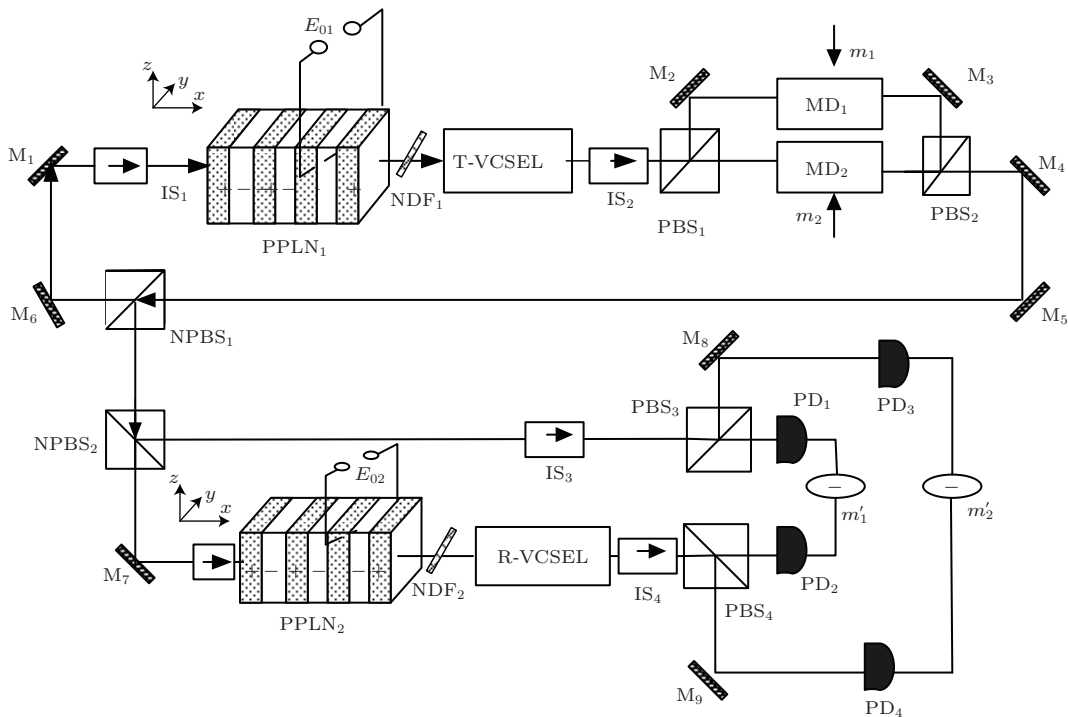 E₀₁
m₁
M₂
M₃
z
y
x
MD₁
M₁
T-VCSEL
MD₂
M₄
IS₁
− − + − +
NDF₁
IS₂
m₂
PBS₂
PBS₁
PPLN₁
M₆
M₅
NPBS₁
M₈
PBS₃
PD₁
PD₃
NPBS₂
E₀₂
IS₃
z
y
x
−
−
m′₁
m′₂
R-VCSEL
+ − + − + − +
M₇
NDF₂
IS₄
PD₂
PBS₄
PPLN₂
M₉
PD₄